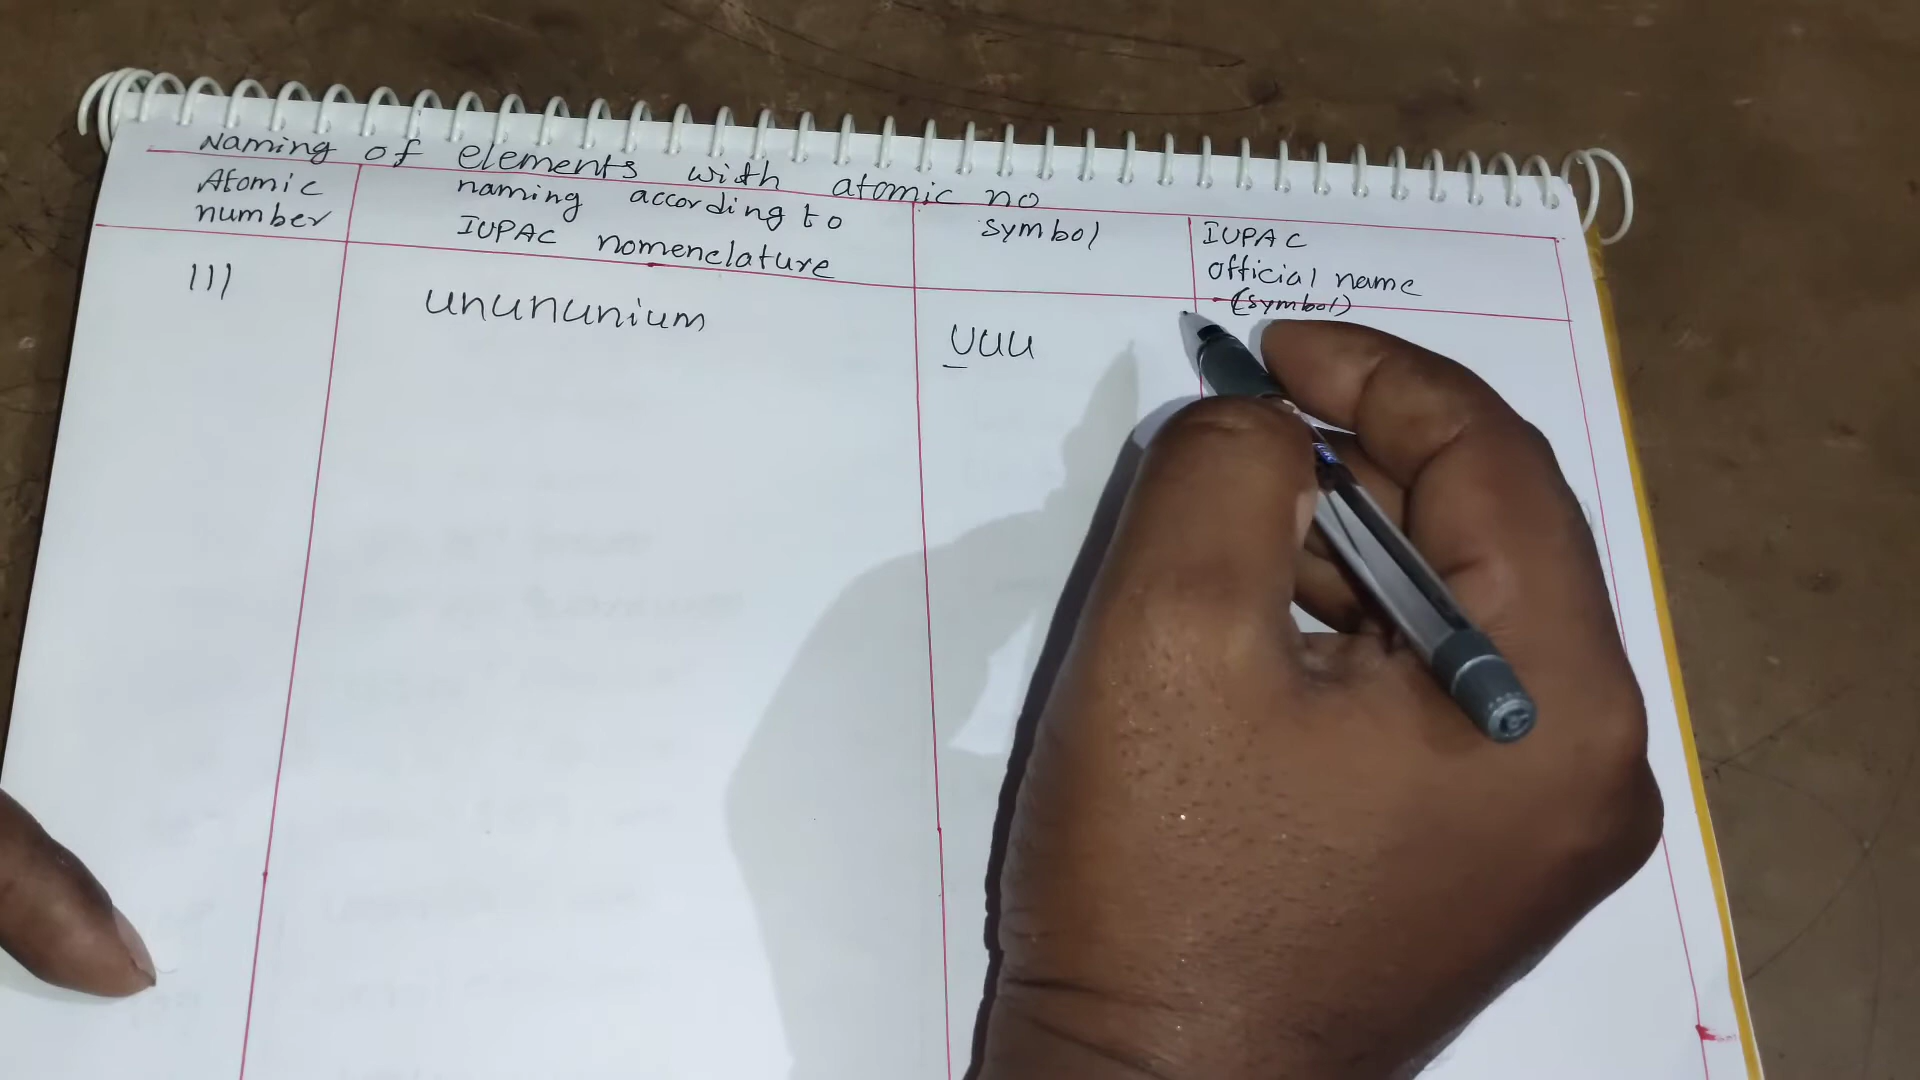 Naming of elements with atomic no
Atomic
number
naming according to
IUPAC nomenclature
symbol
IUPAC
official name
(symbol)
111
unununium
Uuu